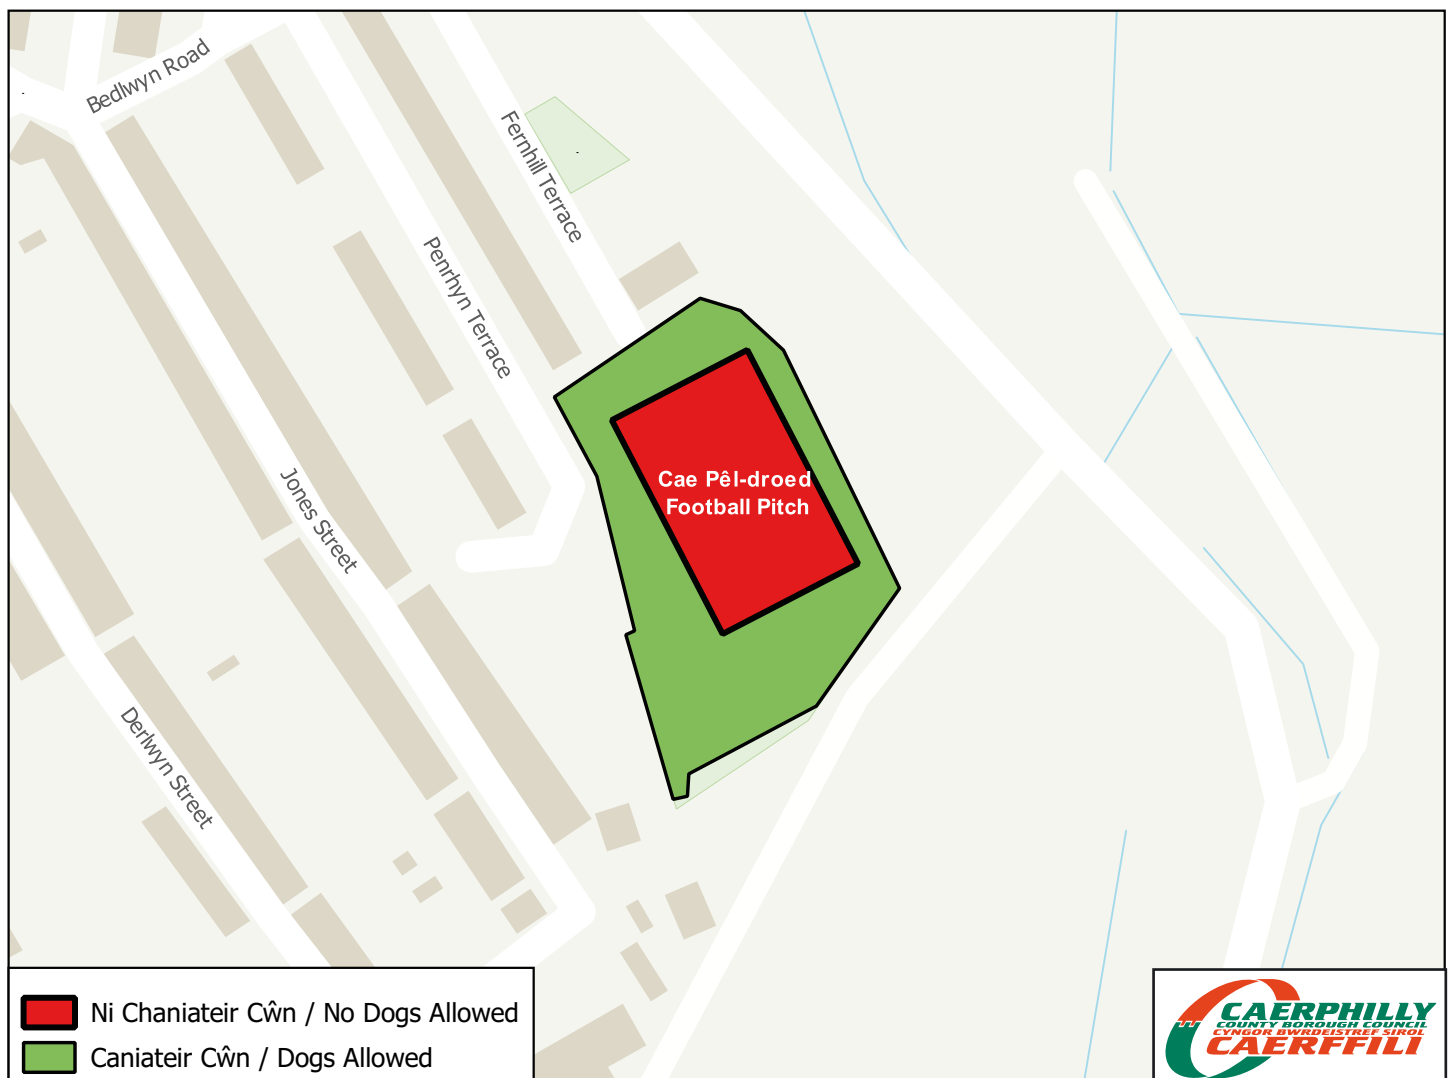 Bedlwyn Road
Fernhill Terrace
Penrhyn Terrace
Jones Street
Derlwyn Street
Cae Pêl-droed
Football Pitch
Ni Chaniateir Cŵn / No Dogs Allowed
Caniateir Cŵn / Dogs Allowed
CAERPHILLY
COUNTY BOROUGH COUNCIL
CYNGOR BWRDEISTREF SIROL
CAERFFILI